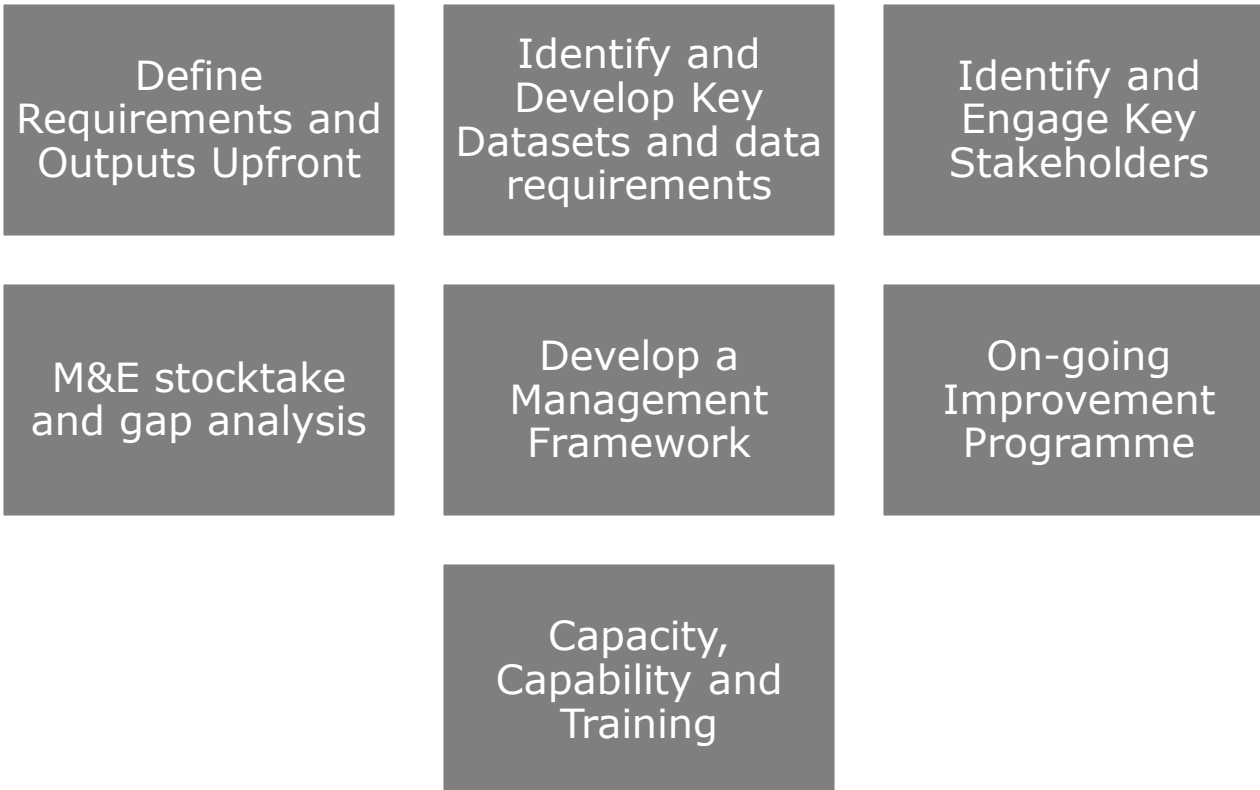 Define
Requirements and
Outputs Upfront
Identify and
Develop Key
Datasets and data
requirements
Identify and
Engage Key
Stakeholders
M&E stocktake
and gap analysis
Develop a
Management
Framework
On-going
Improvement
Programme
Capacity,
Capability and
Training